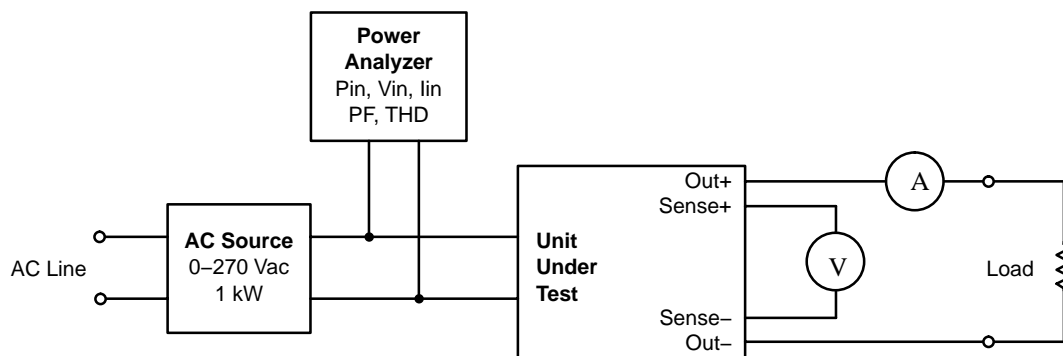 Power
Analyzer
Pin, Vin, Iin
PF, THD
AC Line
AC Source
0–270 Vac
1 kW
Unit
Under
Test
Out+
Sense+
Sense–
Out–
A
V
Load